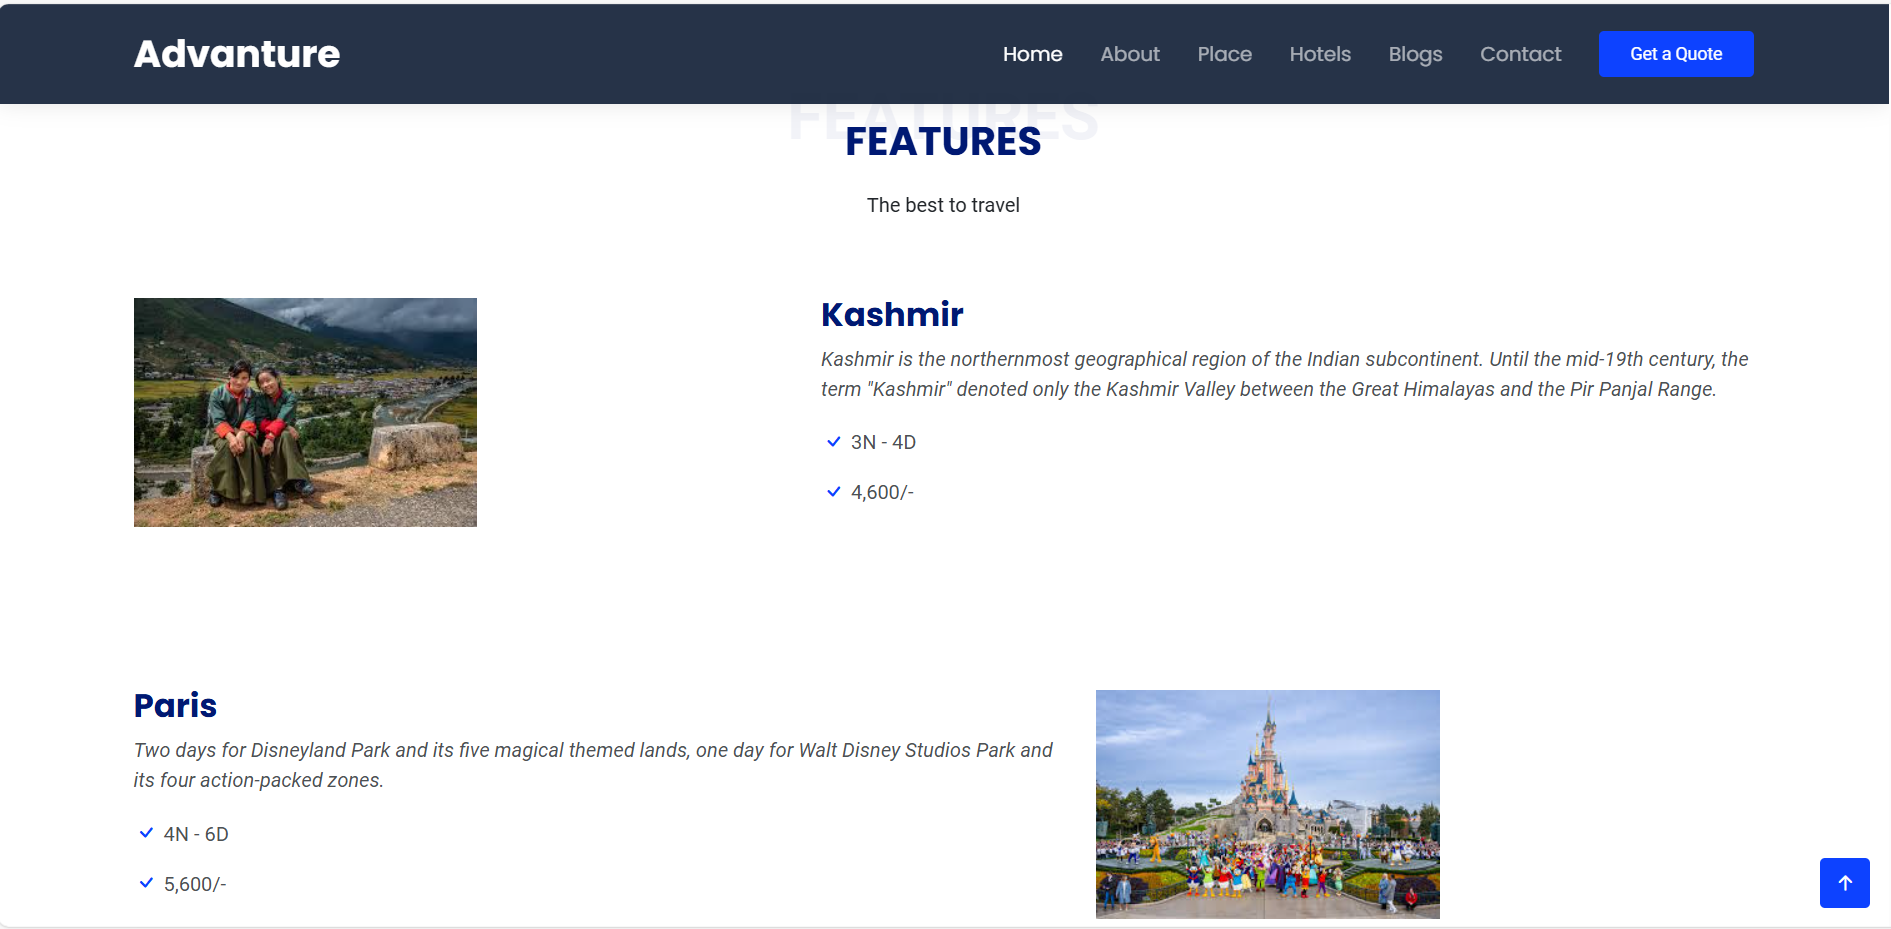 Advanture
Home About Place Hotels Blogs Contact Get a Quote
FEATURES
FEATURES
The best to travel
Kashmir
Kashmir is the northernmost geographical region of the Indian subcontinent. Until the mid-19th century, the
term "Kashmir" denoted only the Kashmir Valley between the Great Himalayas and the Pir Panjal Range.
3N - 4D
4,600/-
Paris
Two days for Disneyland Park and its five magical themed lands, one day for Walt Disney Studios Park and
its four action-packed zones.
4N - 6D
5,600/-